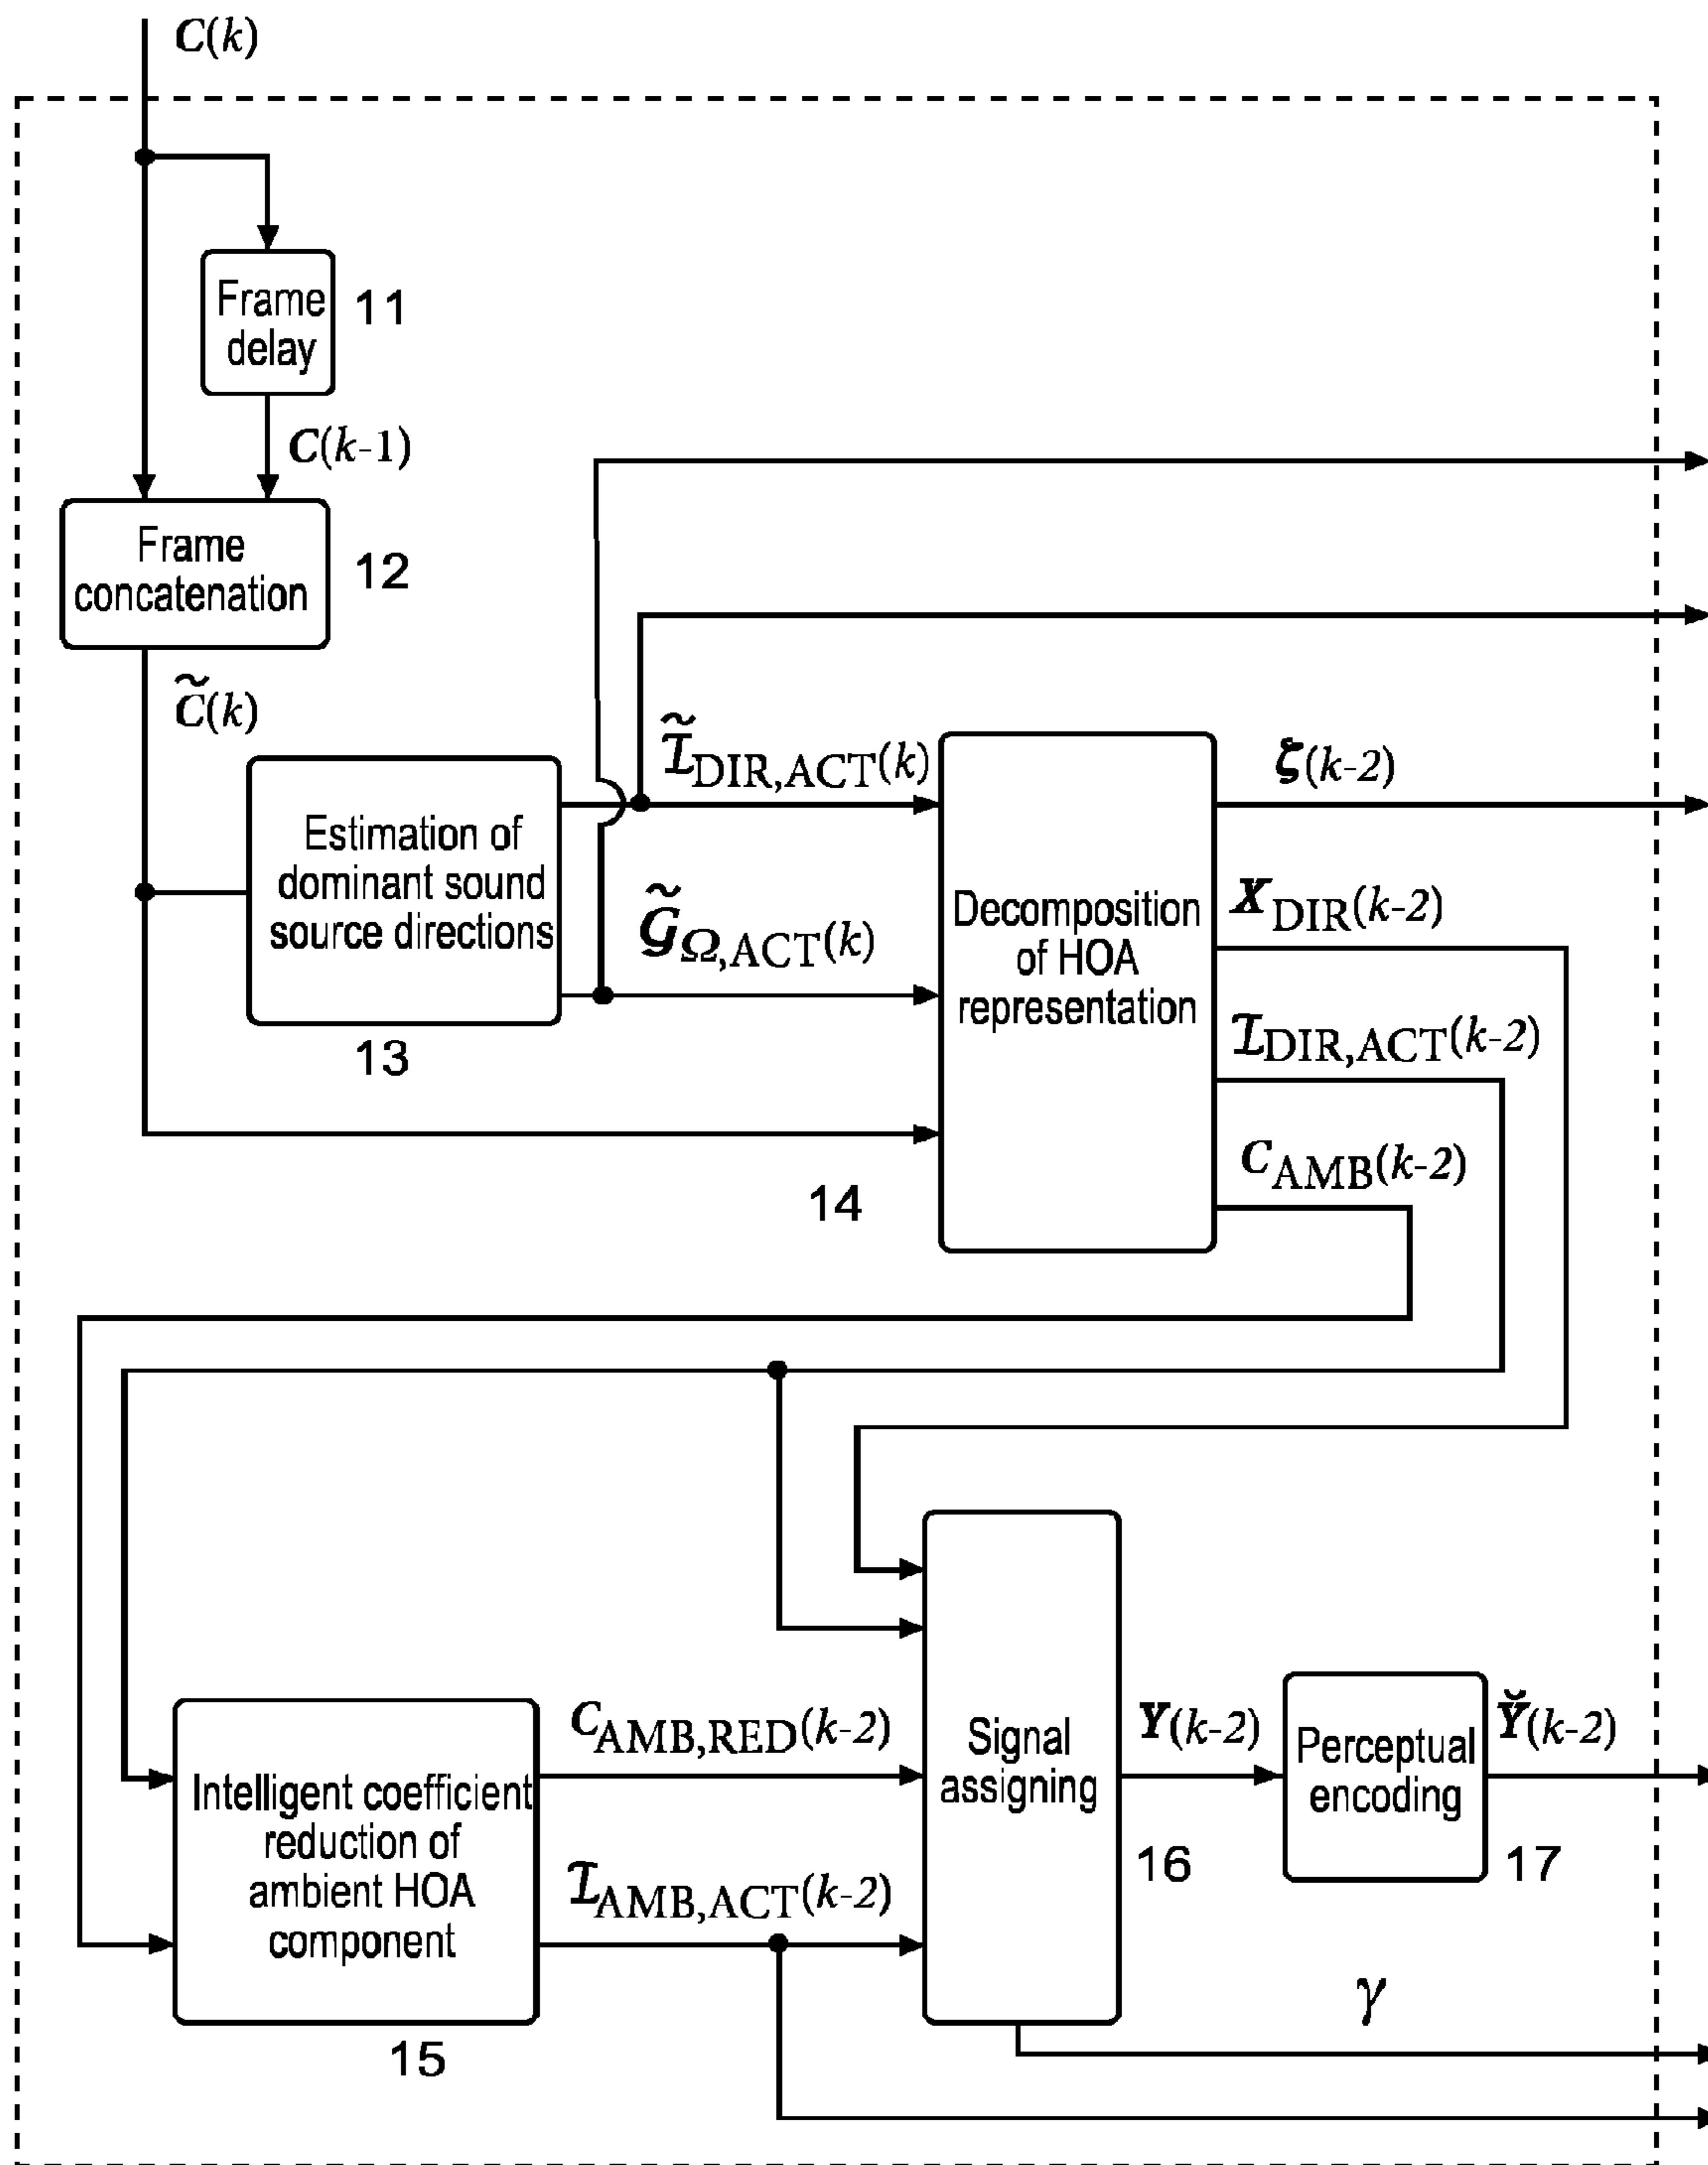 C(k)
Frame
delay
11
C(k-1)
Frame
concatenation
12
C̃(k)
Estimation of
dominant sound
source directions
13
Ĩ_DIR,ACT(k)
G̃_Ω,ACT(k)
Decomposition
of HOA
representation
14
ζ(k-2)
X_DIR(k-2)
I_DIR,ACT(k-2)
C_AMB(k-2)
Intelligent coefficient
reduction of
ambient HOA
component
15
C_AMB,RED(k-2)
I_AMB,ACT(k-2)
Signal
assigning
16
Y(k-2)
Perceptual
encoding
17
Y̆(k-2)
γ